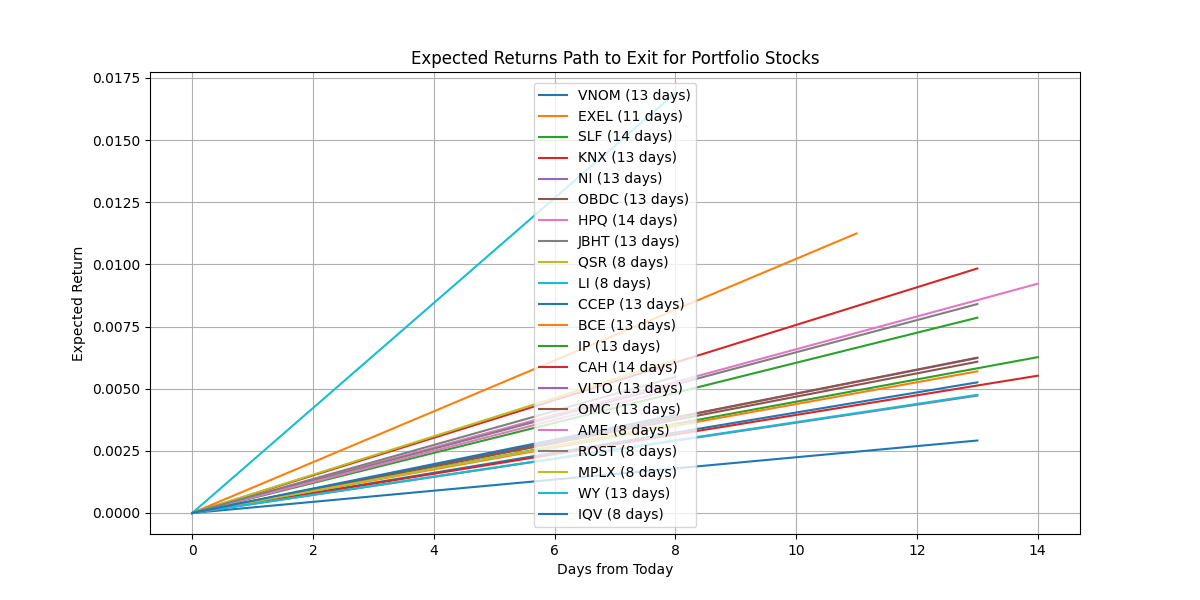 Expected Returns Path to Exit for Portfolio Stocks
0.0175
0.0150
0.0125
0.0100
0.0075
0.0050
0.0025
0.0000
Expected Return
VNOM (13 days)
EXEL (11 days)
SLF (14 days)
KNX (13 days)
NI (13 days)
OBDC (13 days)
HPQ (14 days)
JBHT (13 days)
QSR (8 days)
LI (8 days)
CCEP (13 days)
BCE (13 days)
IP (13 days)
CAH (14 days)
VLTO (13 days)
OMC (13 days)
AME (8 days)
ROST (8 days)
MPLX (8 days)
WY (13 days)
IQV (8 days)
0 2 4 6 8 10 12 14
Days from Today